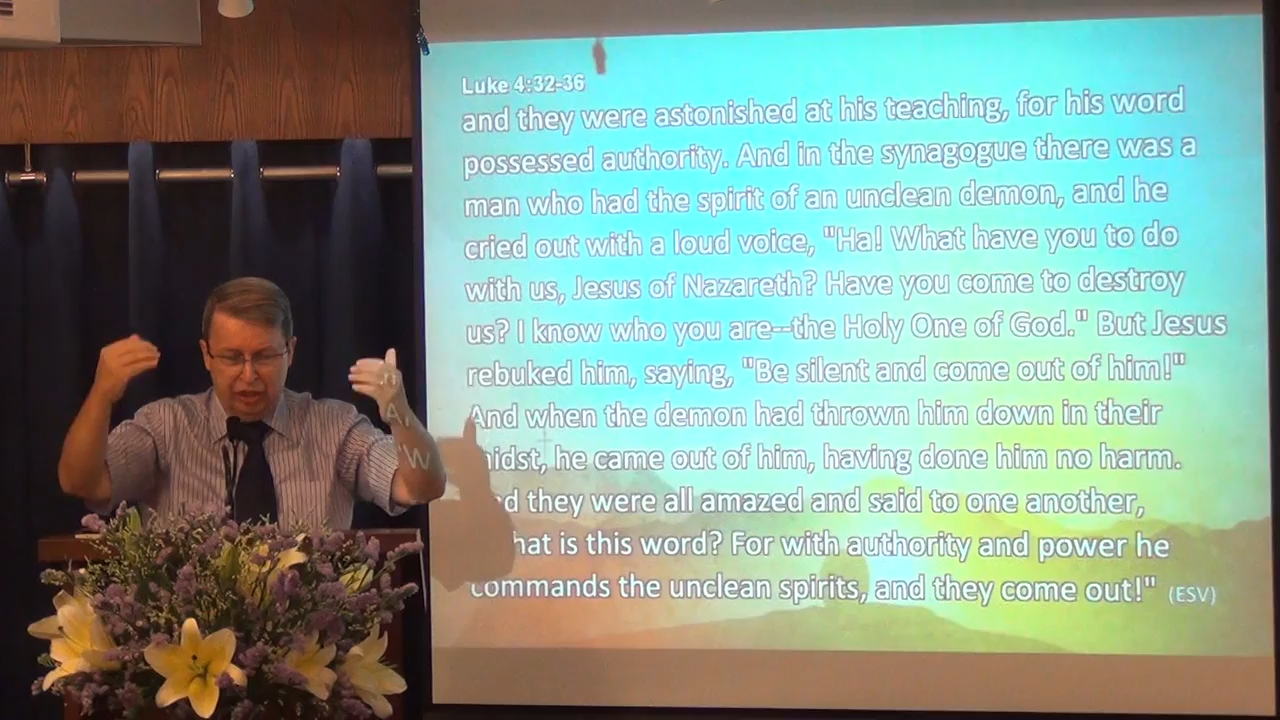 Luke 4:32-36
and they were astonished at his teaching, for his word
possessed authority. And in the synagogue there was a
man who had the spirit of an unclean demon, and he
cried out with a loud voice, "Ha! What have you to do
with us, Jesus of Nazareth? Have you come to destroy
us? I know who you are--the Holy One of God." But Jesus
rebuked him, saying, "Be silent and come out of him!"
And when the demon had thrown him down in their
midst, he came out of him, having done him no harm.
And they were all amazed and said to one another,
"What is this word? For with authority and power he
commands the unclean spirits, and they come out!" (ESV)